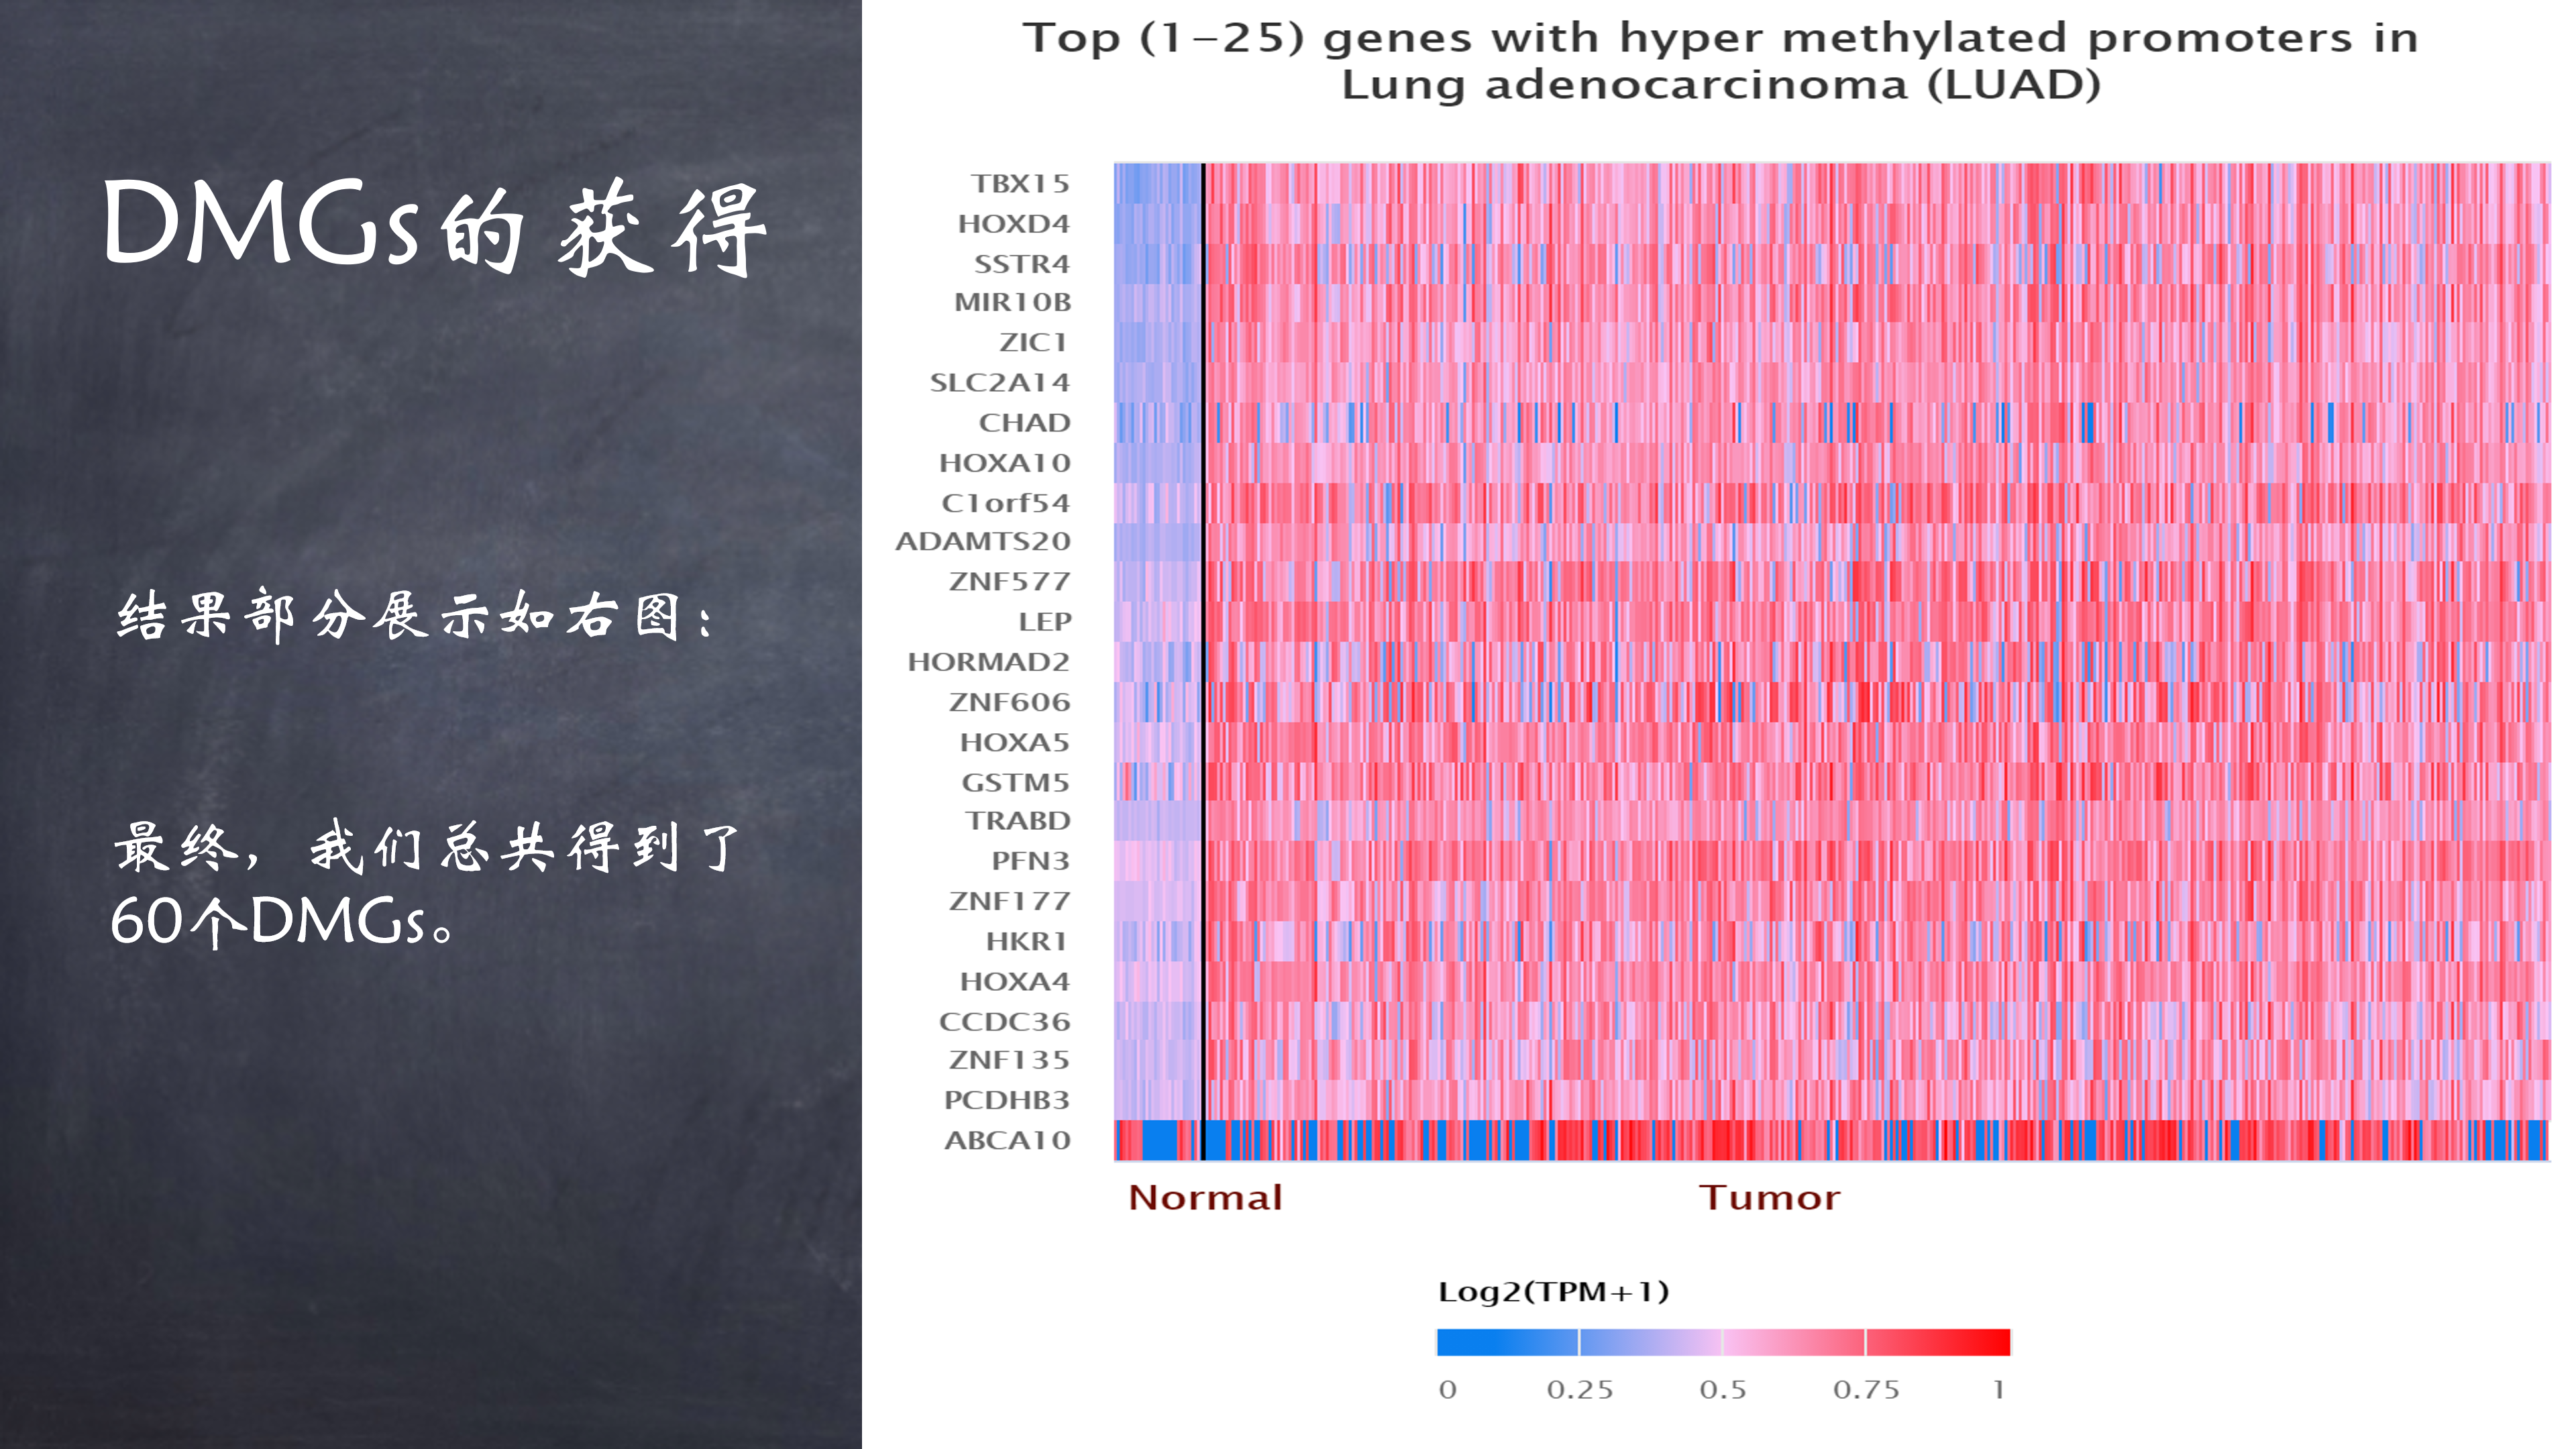 DMGs的获得
结果部分展示如右图：
最终，我们总共得到了
60个DMGs。
Top (1-25) genes with hyper methylated promoters in
Lung adenocarcinoma (LUAD)
TBX15
HOXD4
SSTR4
MIR10B
ZIC1
SLC2A14
CHAD
HOXA10
C1orf54
ADAMTS20
ZNF577
LEP
HORMAD2
ZNF606
HOXA5
GSTM5
TRABD
PFN3
ZNF177
HKR1
HOXA4
CCDC36
ZNF135
PCDHB3
ABCA10
Normal Tumor
Log2(TPM+1)
0 0.25 0.5 0.75 1